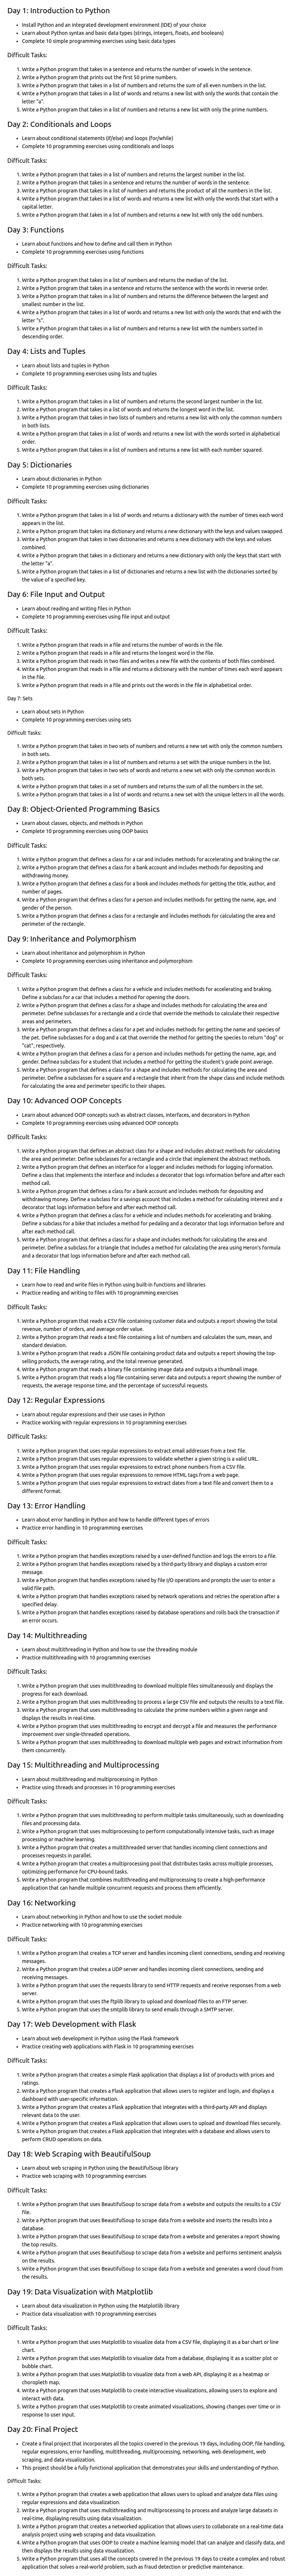 Day 1: Introduction to Python
• Install Python and an integrated development environment (IDE) of your choice
• Learn about Python syntax and basic data types (strings, integers, floats, and booleans)
• Complete 10 simple programming exercises using basic data types
Difficult Tasks:
1. Write a Python program that takes in a sentence and returns the number of vowels in the sentence.
2. Write a Python program that prints out the first 50 prime numbers.
3. Write a Python program that takes in a list of numbers and returns the sum of all even numbers in the list.
4. Write a Python program that takes in a list of words and returns a new list with only the words that contain the
letter "a".
5. Write a Python program that takes in a list of numbers and returns a new list with only the prime numbers.
Day 2: Conditionals and Loops
• Learn about conditional statements (if/else) and loops (for/while)
• Complete 10 programming exercises using conditionals and loops
Difficult Tasks:
1. Write a Python program that takes in a list of numbers and returns the largest number in the list.
2. Write a Python program that takes in a sentence and returns the number of words in the sentence.
3. Write a Python program that takes in a list of numbers and returns the product of all the numbers in the list.
4. Write a Python program that takes in a list of words and returns a new list with only the words that start with a
capital letter.
5. Write a Python program that takes in a list of numbers and returns a new list with only the odd numbers.
Day 3: Functions
• Learn about functions and how to define and call them in Python
• Complete 10 programming exercises using functions
Difficult Tasks:
1. Write a Python program that takes in a list of numbers and returns the median of the list.
2. Write a Python program that takes in a sentence and returns the sentence with the words in reverse order.
3. Write a Python program that takes in a list of numbers and returns the difference between the largest and
smallest number in the list.
4. Write a Python program that takes in a list of words and returns a new list with only the words that end with the
letter "s".
5. Write a Python program that takes in a list of numbers and returns a new list with the numbers sorted in
descending order.
Day 4: Lists and Tuples
• Learn about lists and tuples in Python
• Complete 10 programming exercises using lists and tuples
Difficult Tasks:
1. Write a Python program that takes in a list of numbers and returns the second largest number in the list.
2. Write a Python program that takes in a list of words and returns the longest word in the list.
3. Write a Python program that takes in two lists of numbers and returns a new list with only the common numbers
in both lists.
4. Write a Python program that takes in a list of words and returns a new list with the words sorted in alphabetical
order.
5. Write a Python program that takes in a list of numbers and returns a new list with each number squared.
Day 5: Dictionaries
• Learn about dictionaries in Python
• Complete 10 programming exercises using dictionaries
Difficult Tasks:
1. Write a Python program that takes in a list of words and returns a dictionary with the number of times each word
appears in the list.
2. Write a Python program that takes ina dictionary and returns a new dictionary with the keys and values swapped.
3. Write a Python program that takes in two dictionaries and returns a new dictionary with the keys and values
combined.
4. Write a Python program that takes in a dictionary and returns a new dictionary with only the keys that start with
the letter "a".
5. Write a Python program that takes in a list of dictionaries and returns a new list with the dictionaries sorted by
the value of a specified key.
Day 6: File Input and Output
• Learn about reading and writing files in Python
• Complete 10 programming exercises using file input and output
Difficult Tasks:
1. Write a Python program that reads in a file and returns the number of words in the file.
2. Write a Python program that reads in a file and returns the longest word in the file.
3. Write a Python program that reads in two files and writes a new file with the contents of both files combined.
4. Write a Python program that reads in a file and returns a dictionary with the number of times each word appears
in the file.
5. Write a Python program that reads in a file and prints out the words in the file in alphabetical order.
Day 7: Sets
• Learn about sets in Python
• Complete 10 programming exercises using sets
Difficult Tasks:
1. Write a Python program that takes in two sets of numbers and returns a new set with only the common numbers
in both sets.
2. Write a Python program that takes in a list of numbers and returns a set with the unique numbers in the list.
3. Write a Python program that takes in two sets of words and returns a new set with only the common words in
both sets.
4. Write a Python program that takes in a set of numbers and returns the sum of all the numbers in the set.
5. Write a Python program that takes in a list of words and returns a new set with the unique letters in all the words.
Day 8: Object-Oriented Programming Basics
• Learn about classes, objects, and methods in Python
• Complete 10 programming exercises using OOP basics
Difficult Tasks:
1. Write a Python program that defines a class for a car and includes methods for accelerating and braking the car.
2. Write a Python program that defines a class for a bank account and includes methods for depositing and
withdrawing money.
3. Write a Python program that defines a class for a book and includes methods for getting the title, author, and
number of pages.
4. Write a Python program that defines a class for a person and includes methods for getting the name, age, and
gender of the person.
5. Write a Python program that defines a class for a rectangle and includes methods for calculating the area and
perimeter of the rectangle.
Day 9: Inheritance and Polymorphism
• Learn about inheritance and polymorphism in Python
• Complete 10 programming exercises using inheritance and polymorphism
Difficult Tasks:
1. Write a Python program that defines a class for a vehicle and includes methods for accelerating and braking.
Define a subclass for a car that includes a method for opening the doors.
2. Write a Python program that defines a class for a shape and includes methods for calculating the area and
perimeter. Define subclasses for a rectangle and a circle that override the methods to calculate their respective
areas and perimeters.
3. Write a Python program that defines a class for a pet and includes methods for getting the name and species of
the pet. Define subclasses for a dog and a cat that override the method for getting the species to return "dog" or
"cat", respectively.
4. Write a Python program that defines a class for a person and includes methods for getting the name, age, and
gender. Define subclass for a student that includes a method for getting the student's grade point average.
5. Write a Python program that defines a class for a shape and includes methods for calculating the area and
perimeter. Define a subclasses for a square and a rectangle that inherit from the shape class and include methods
for calculating the area and perimeter specific to their shapes.
Day 10: Advanced OOP Concepts
• Learn about advanced OOP concepts such as abstract classes, interfaces, and decorators in Python
• Complete 10 programming exercises using advanced OOP concepts
Difficult Tasks:
1. Write a Python program that defines an abstract class for a shape and includes abstract methods for calculating
the area and perimeter. Define subclasses for a rectangle and a circle that implement the abstract methods.
2. Write a Python program that defines an interface for a logger and includes methods for logging information.
Define a class that implements the interface and includes a decorator that logs information before and after each
method call.
3. Write a Python program that defines a class for a bank account and includes methods for depositing and
withdrawing money. Define a subclass for a savings account that includes a method for calculating interest and a
decorator that logs information before and after each method call.
4. Write a Python program that defines a class for a vehicle and includes methods for accelerating and braking.
Define a subclass for a bike that includes a method for pedaling and a decorator that logs information before and
after each method call.
5. Write a Python program that defines a class for a shape and includes methods for calculating the area and
perimeter. Define a subclass for a triangle that includes a method for calculating the area using Heron's formula
and a decorator that logs information before and after each method call.
Day 11: File Handling
• Learn how to read and write files in Python using built-in functions and libraries
• Practice reading and writing to files with 10 programming exercises
Difficult Tasks:
1. Write a Python program that reads a CSV file containing customer data and outputs a report showing the total
revenue, number of orders, and average order value.
2. Write a Python program that reads a text file containing a list of numbers and calculates the sum, mean, and
standard deviation.
3. Write a Python program that reads a JSON file containing product data and outputs a report showing the top-
selling products, the average rating, and the total revenue generated.
4. Write a Python program that reads a binary file containing image data and outputs a thumbnail image.
5. Write a Python program that reads a log file containing server data and outputs a report showing the number of
requests, the average response time, and the percentage of successful requests.
Day 12: Regular Expressions
• Learn about regular expressions and their use cases in Python
• Practice working with regular expressions in 10 programming exercises
Difficult Tasks:
1. Write a Python program that uses regular expressions to extract email addresses from a text file.
2. Write a Python program that uses regular expressions to validate whether a given string is a valid URL.
3. Write a Python program that uses regular expressions to extract phone numbers from a CSV file.
4. Write a Python program that uses regular expressions to remove HTML tags from a web page.
5. Write a Python program that uses regular expressions to extract dates from a text file and convert them to a
different format.
Day 13: Error Handling
• Learn about error handling in Python and how to handle different types of errors
• Practice error handling in 10 programming exercises
Difficult Tasks:
1. Write a Python program that handles exceptions raised by a user-defined function and logs the errors to a file.
2. Write a Python program that handles exceptions raised by a third-party library and displays a custom error
message.
3. Write a Python program that handles exceptions raised by file I/O operations and prompts the user to enter a
valid file path.
4. Write a Python program that handles exceptions raised by network operations and retries the operation after a
specified delay.
5. Write a Python program that handles exceptions raised by database operations and rolls back the transaction if
an error occurs.
Day 14: Multithreading
• Learn about multithreading in Python and how to use the threading module
• Practice multithreading with 10 programming exercises
Difficult Tasks:
1. Write a Python program that uses multithreading to download multiple files simultaneously and displays the
progress for each download.
2. Write a Python program that uses multithreading to process a large CSV file and outputs the results to a text file.
3. Write a Python program that uses multithreading to calculate the prime numbers within a given range and
displays the results in real-time.
4. Write a Python program that uses multithreading to encrypt and decrypt a file and measures the performance
improvement over single-threaded operations.
5. Write a Python program that uses multithreading to download multiple web pages and extract information from
them concurrently.
Day 15: Multithreading and Multiprocessing
• Learn about multithreading and multiprocessing in Python
• Practice using threads and processes in 10 programming exercises
Difficult Tasks:
1. Write a Python program that uses multithreading to perform multiple tasks simultaneously, such as downloading
files and processing data.
2. Write a Python program that uses multiprocessing to perform computationally intensive tasks, such as image
processing or machine learning.
3. Write a Python program that creates a multithreaded server that handles incoming client connections and
processes requests in parallel.
4. Write a Python program that creates a multiprocessing pool that distributes tasks across multiple processes,
optimizing performance for CPU-bound tasks.
5. Write a Python program that combines multithreading and multiprocessing to create a high-performance
application that can handle multiple concurrent requests and process them efficiently.
Day 16: Networking
• Learn about networking in Python and how to use the socket module
• Practice networking with 10 programming exercises
Difficult Tasks:
1. Write a Python program that creates a TCP server and handles incoming client connections, sending and receiving
messages.
2. Write a Python program that creates a UDP server and handles incoming client connections, sending and
receiving messages.
3. Write a Python program that uses the requests library to send HTTP requests and receive responses from a web
server.
4. Write a Python program that uses the ftplib library to upload and download files to an FTP server.
5. Write a Python program that uses the smtplib library to send emails through a SMTP server.
Day 17: Web Development with Flask
• Learn about web development in Python using the Flask framework
• Practice creating web applications with Flask in 10 programming exercises
Difficult Tasks:
1. Write a Python program that creates a simple Flask application that displays a list of products with prices and
ratings.
2. Write a Python program that creates a Flask application that allows users to register and login, and displays a
dashboard with user-specific information.
3. Write a Python program that creates a Flask application that integrates with a third-party API and displays
relevant data to the user.
4. Write a Python program that creates a Flask application that allows users to upload and download files securely.
5. Write a Python program that creates a Flask application that integrates with a database and allows users to
perform CRUD operations on data.
Day 18: Web Scraping with BeautifulSoup
• Learn about web scraping in Python using the BeautifulSoup library
• Practice web scraping with 10 programming exercises
Difficult Tasks:
1. Write a Python program that uses BeautifulSoup to scrape data from a website and outputs the results to a CSV
file.
2. Write a Python program that uses BeautifulSoup to scrape data from a website and inserts the results into a
database.
3. Write a Python program that uses BeautifulSoup to scrape data from a website and generates a report showing
the top results.
4. Write a Python program that uses BeautifulSoup to scrape data from a website and performs sentiment analysis
on the results.
5. Write a Python program that uses BeautifulSoup to scrape data from a website and generates a word cloud from
the results.
Day 19: Data Visualization with Matplotlib
• Learn about data visualization in Python using the Matplotlib library
• Practice data visualization with 10 programming exercises
Difficult Tasks:
1. Write a Python program that uses Matplotlib to visualize data from a CSV file, displaying it as a bar chart or line
chart.
2. Write a Python program that uses Matplotlib to visualize data from a database, displaying it as a scatter plot or
bubble chart.
3. Write a Python program that uses Matplotlib to visualize data from a web API, displaying it as a heatmap or
choropleth map.
4. Write a Python program that uses Matplotlib to create interactive visualizations, allowing users to explore and
interact with data.
5. Write a Python program that uses Matplotlib to create animated visualizations, showing changes over time or in
response to user input.
Day 20: Final Project
• Create a final project that incorporates all the topics covered in the previous 19 days, including OOP, file handling,
regular expressions, error handling, multithreading, multiprocessing, networking, web development, web
scraping, and data visualization.
• This project should be a fully functional application that demonstrates your skills and understanding of Python.
Difficult Tasks:
1. Write a Python program that creates a web application that allows users to upload and analyze data files using
regular expressions and data visualization.
2. Write a Python program that uses multithreading and multiprocessing to process and analyze large datasets in
real-time, displaying results using data visualization.
3. Write a Python program that creates a networked application that allows users to collaborate on a real-time data
analysis project using web scraping and data visualization.
4. Write a Python program that uses OOP to create a machine learning model that can analyze and classify data, and
then displays the results using data visualization.
5. Write a Python program that uses all the concepts covered in the previous 19 days to create a complex and robust
application that solves a real-world problem, such as fraud detection or predictive maintenance.